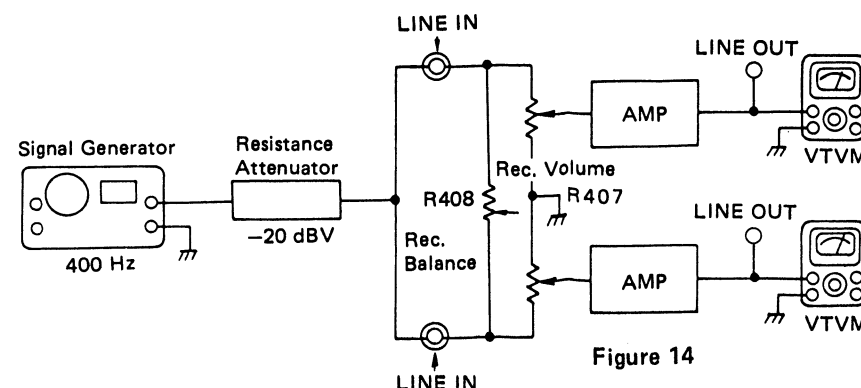 LINE IN
LINE OUT
AMP
VTVM
Signal Generator
Resistance
Attenuator
Rec. Volume
R408
R407
LINE OUT
−20 dBV
Rec.
Balance
400 Hz
AMP
VTVM
Figure 14
LINE IN